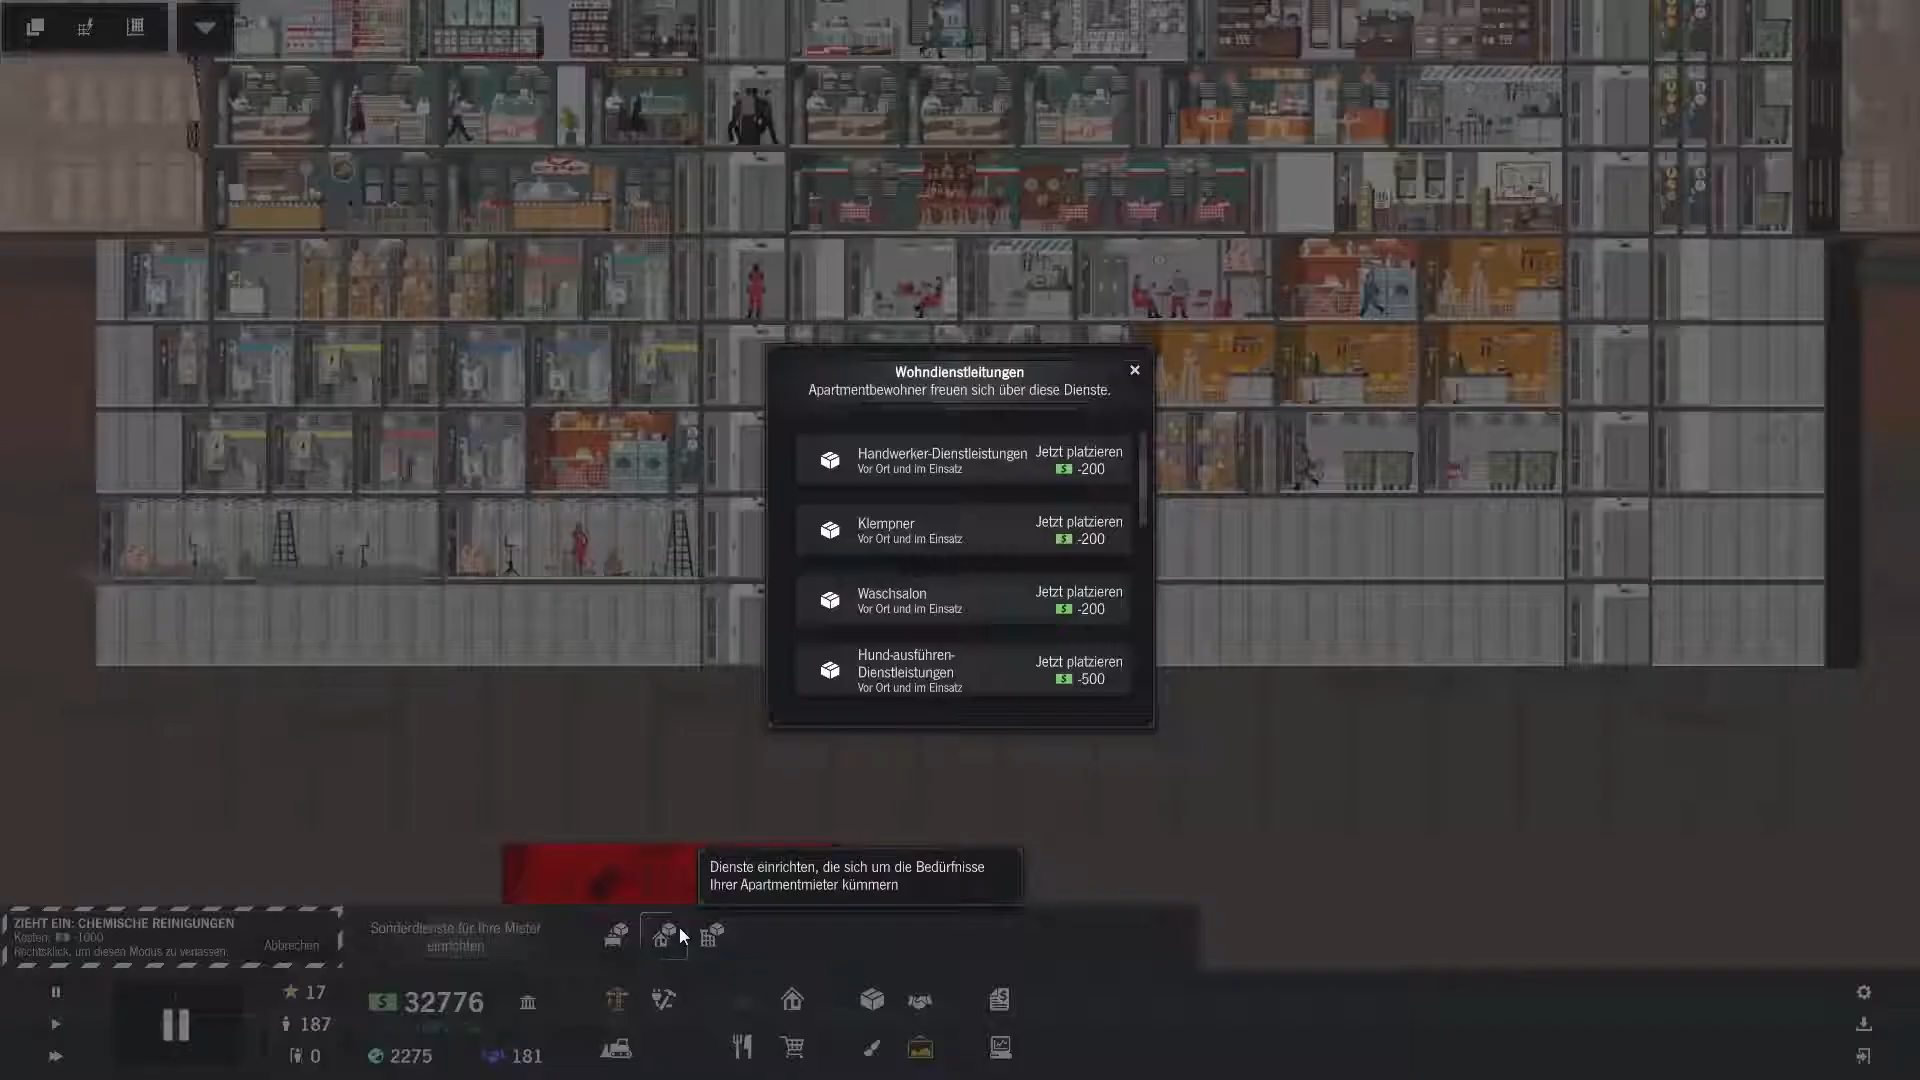 Wohndienstleitungen
Apartmentbewohner freuen sich über diese Dienste.
Handwerker-Dienstleistungen
Vor Ort und im Einsatz
Jetzt platzieren
-200
Klempner
Vor Ort und im Einsatz
Jetzt platzieren
-200
Waschsalon
Vor Ort und im Einsatz
Jetzt platzieren
-200
Hund-ausführen-
Dienstleistungen
Vor Ort und im Einsatz
Jetzt platzieren
-500
Dienste einrichten, die sich um die Bedürfnisse
Ihrer Apartmentmieter kümmern
ZIEHT EIN: CHEMISCHE REINIGUNGEN
Kosten: -1000
Rechtsklick, um diesen Modus zu verlassen.
Abbrechen
Sonderdienste für Ihre Mieter
einrichten
17
187
0
32776
2275
181